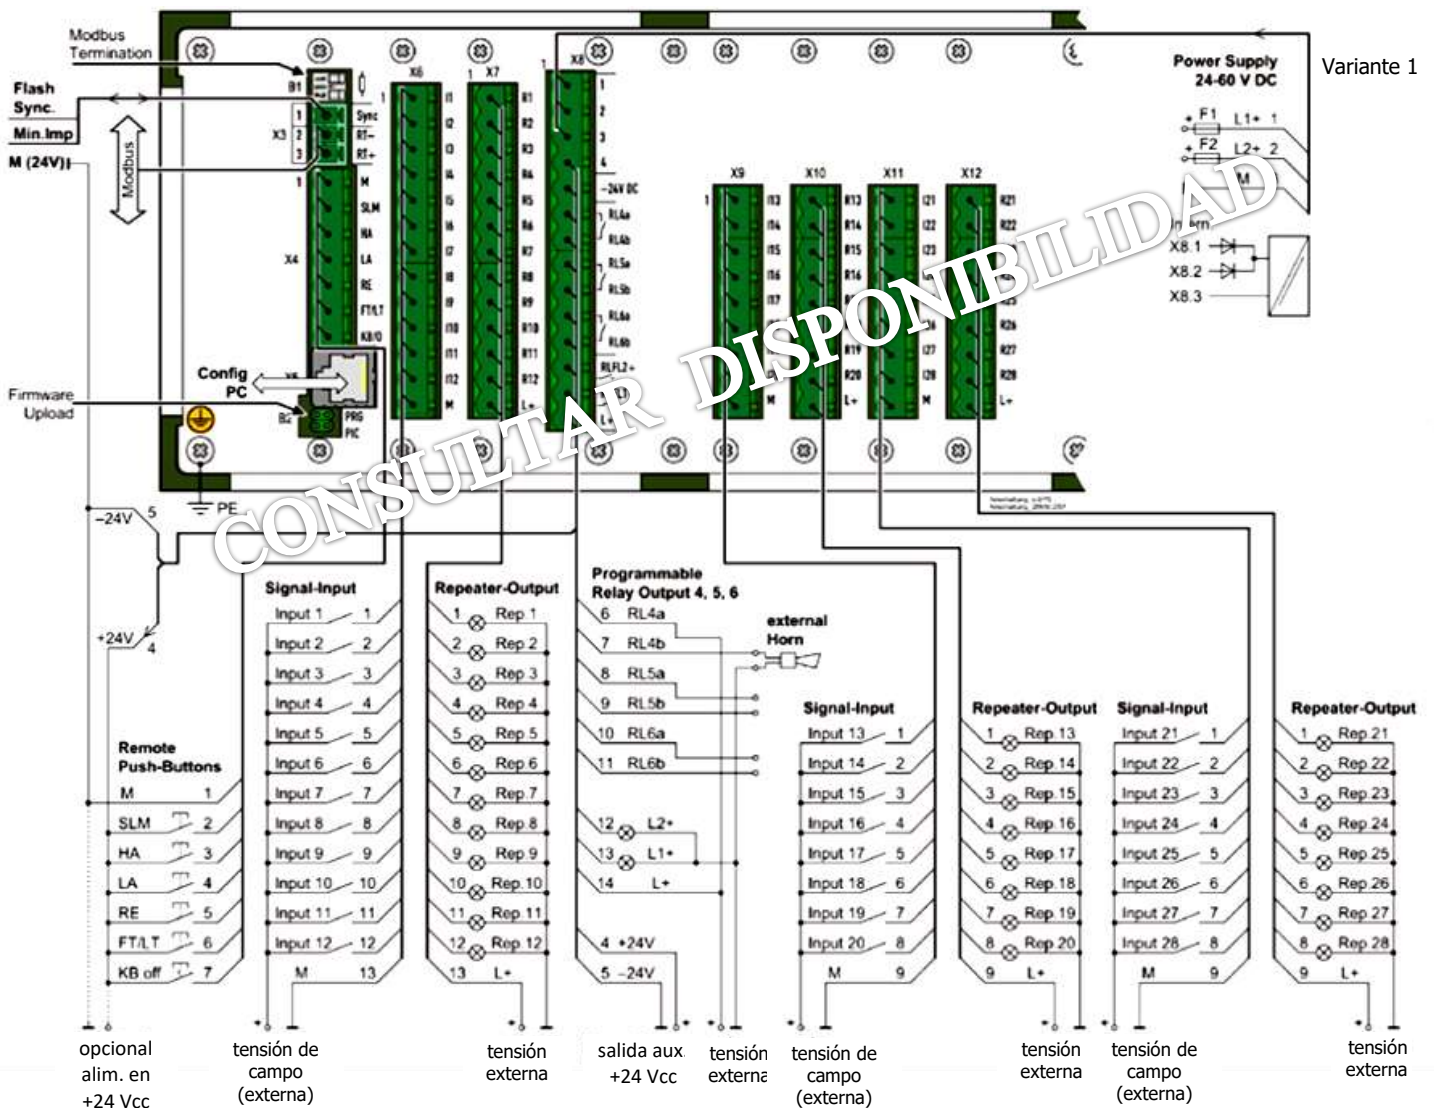 Modbus
Termination
Flash
Sync.
Min.Imp
M (24V)
Modbus
B1
X3
1
2
3
Sync
RT-
RT+
1
X4
M
SLM
HA
LA
RE
FT/LT
KB/O
Config
PC
X5
Firmware
Upload
B2
PRG
PIC
PE
X6
1
I1
I2
I3
I4
I5
I6
I7
I8
I9
I10
I11
I12
M
X7
1
R1
R2
R3
R4
R5
R6
R7
R8
R9
R10
R11
R12
L+
X8
1
1
2
3
4
-24V DC
RL4a
RL4b
RL5a
RL5b
RL6a
RL6b
RLFL2+
L+
X9
1
I13
I14
I15
I16
I17
M
X10
R13
R14
R15
R16
R19
R20
L+
X11
I21
I22
I23
I27
I28
M
X12
R21
R22
R26
R27
R28
L+
Power Supply
24-60 V DC
Variante 1
+ F1 L1+ 1
+ F2 L2+ 2
M
X8.1
X8.2
X8.3
CONSULTAR DISPONIBILIDAD
-24V 5
+24V 4
Remote
Push-Buttons
M 1
SLM 2
HA 3
LA 4
RE 5
FT/LT 6
KB off 7
opcional
alim. en
+24 Vcc
Signal-Input
Input 1 1
Input 2 2
Input 3 3
Input 4 4
Input 5 5
Input 6 6
Input 7 7
Input 8 8
Input 9 9
Input 10 10
Input 11 11
Input 12 12
M 13
tensión de
campo
(externa)
Repeater-Output
1 Rep.1
2 Rep.2
3 Rep.3
4 Rep.4
5 Rep.5
6 Rep.6
7 Rep.7
8 Rep.8
9 Rep.9
10 Rep.10
11 Rep.11
12 Rep.12
13 L+
tensión
externa
Programmable
Relay Output 4, 5, 6
6 RL4a
7 RL4b
8 RL5a
9 RL5b
10 RL6a
11 RL6b
12 L2+
13 L1+
14 L+
4 +24V
5 -24V
external
Horn
salida aux.
+24 Vcc
tensión
externa
Signal-Input
Input 13 1
Input 14 2
Input 15 3
Input 16 4
Input 17 5
Input 18 6
Input 19 7
Input 20 8
M 9
tensión de
campo
(externa)
Repeater-Output
1 Rep.13
2 Rep.14
3 Rep.15
4 Rep.16
5 Rep.17
6 Rep.18
7 Rep.19
8 Rep.20
9 L+
tensión
externa
Signal-Input
Input 21 1
Input 22 2
Input 23 3
Input 24 4
Input 25 5
Input 26 6
Input 27 7
Input 28 8
M 9
tensión de
campo
(externa)
Repeater-Output
1 Rep.21
2 Rep.22
3 Rep.23
4 Rep.24
5 Rep.25
6 Rep.26
7 Rep.27
8 Rep.28
9 L+
tensión
externa